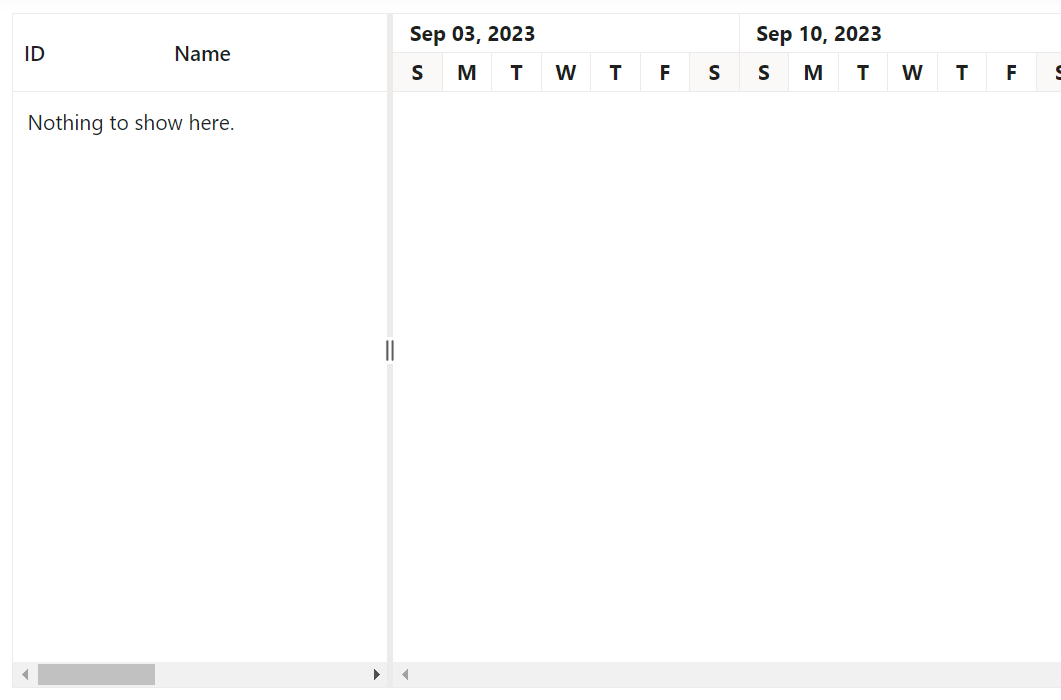 ID Name
Sep 03, 2023 Sep 10, 2023
S M T W T F S S M T W T F S
Nothing to show here.